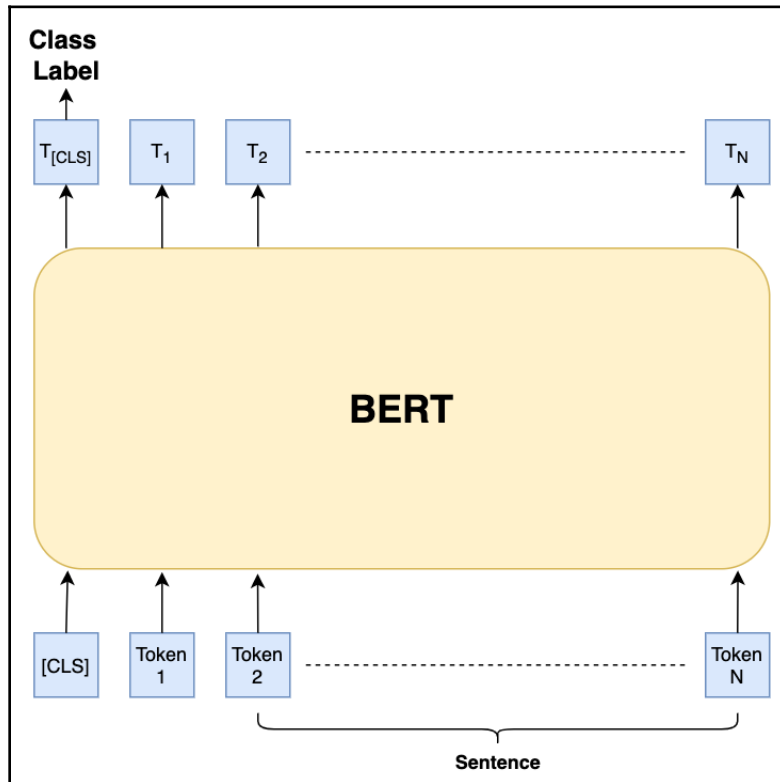 Class
Label
T[CLS]
T1
T2
TN
BERT
[CLS]
Token
1
Token
2
Token
N
Sentence